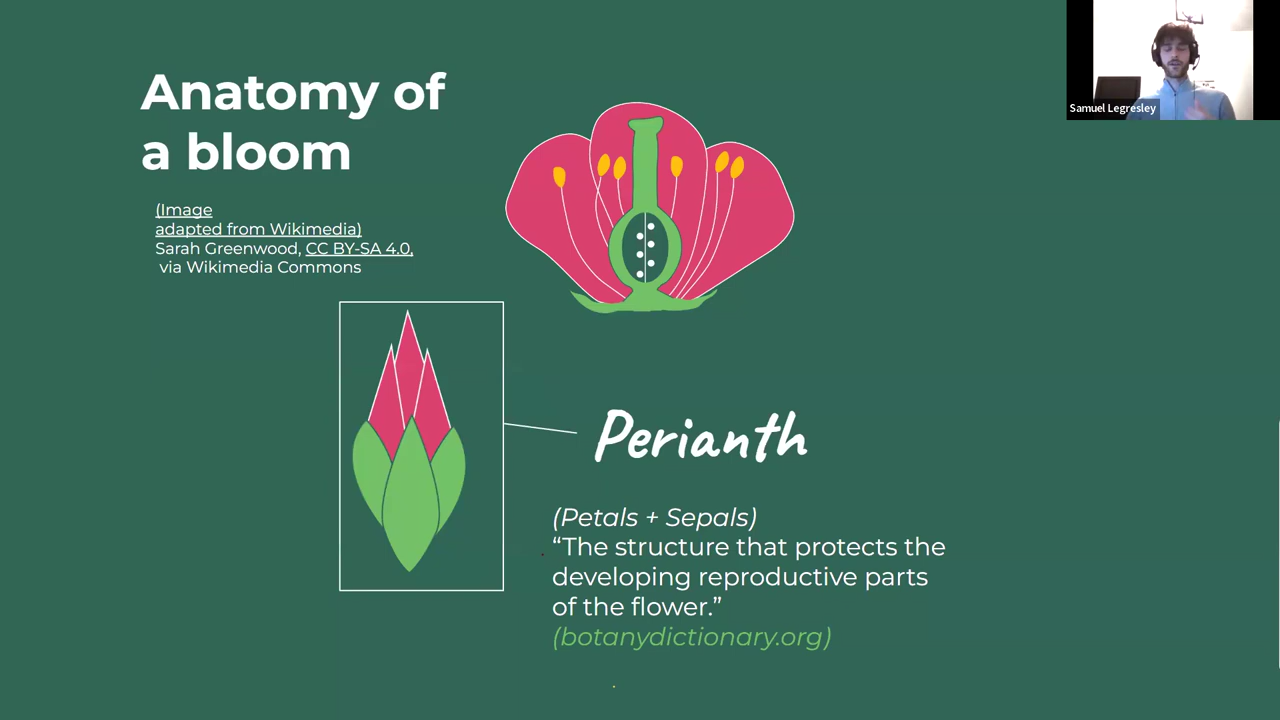 Anatomy of
a bloom
(Image
adapted from Wikimedia)
Sarah Greenwood, CC BY-SA 4.0,
via Wikimedia Commons
Samuel Legresley
Perianth
(Petals + Sepals)
“The structure that protects the
developing reproductive parts
of the flower.”
(botanydictionary.org)